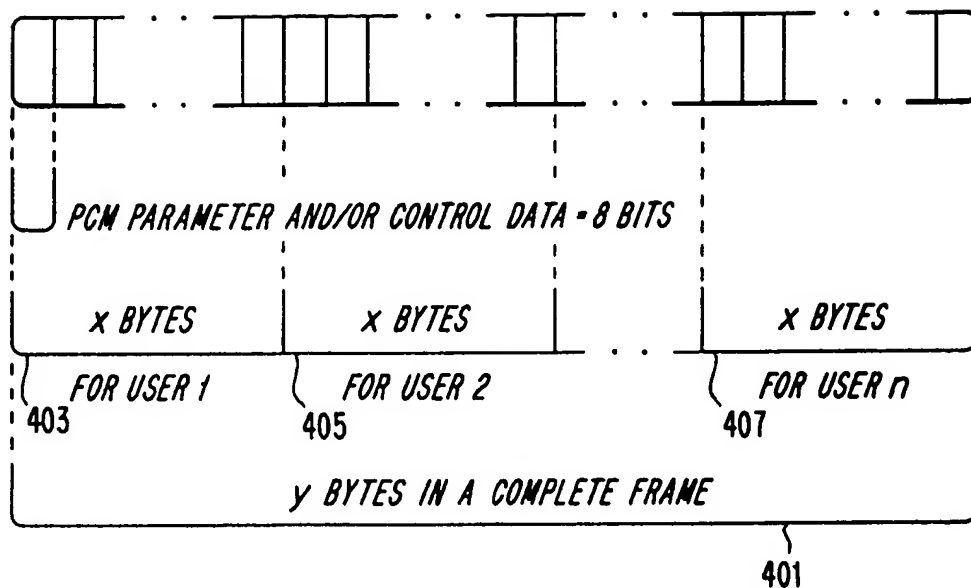 PCM PARAMETER AND/OR CONTROL DATA = 8 BITS
x BYTES x BYTES x BYTES
FOR USER 1 FOR USER 2 FOR USER n
403 405 407
y BYTES IN A COMPLETE FRAME
401